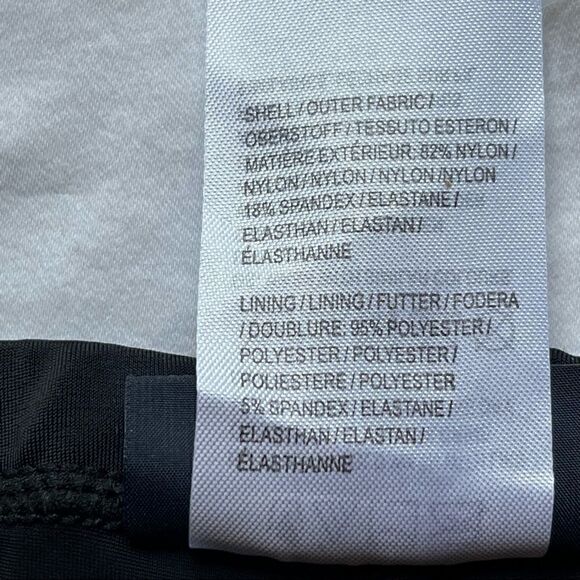 SHELL / OUTER FABRIC /
OBERSTOFF / TESSUTO ESTERON /
MATIÈRE EXTÉRIEUR: 82% NYLON /
NYLON / NYLON / NYLON / NYLON
18% SPANDEX / ELASTANE /
ELASTHAN / ELASTAN /
ÉLASTHANNE
LINING / LINING / FUTTER / FODERA
/ DOUBLURE: 95% POLYESTER /
POLYESTER / POLYESTER /
POLIESTERE / POLYESTER
5% SPANDEX / ELASTANE /
ELASTHAN / ELASTAN /
ÉLASTHANNE